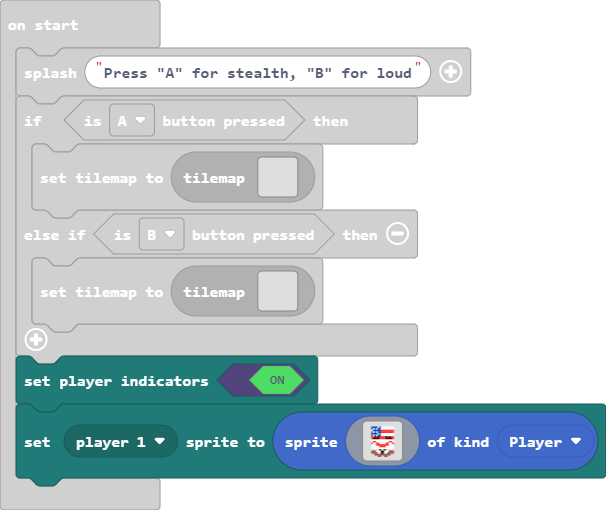 on start
splash "Press "A" for stealth, "B" for loud"
if is A button pressed then
set tilemap to tilemap
else if is B button pressed then
set tilemap to tilemap
set player indicators ON
set player 1 sprite to sprite of kind Player